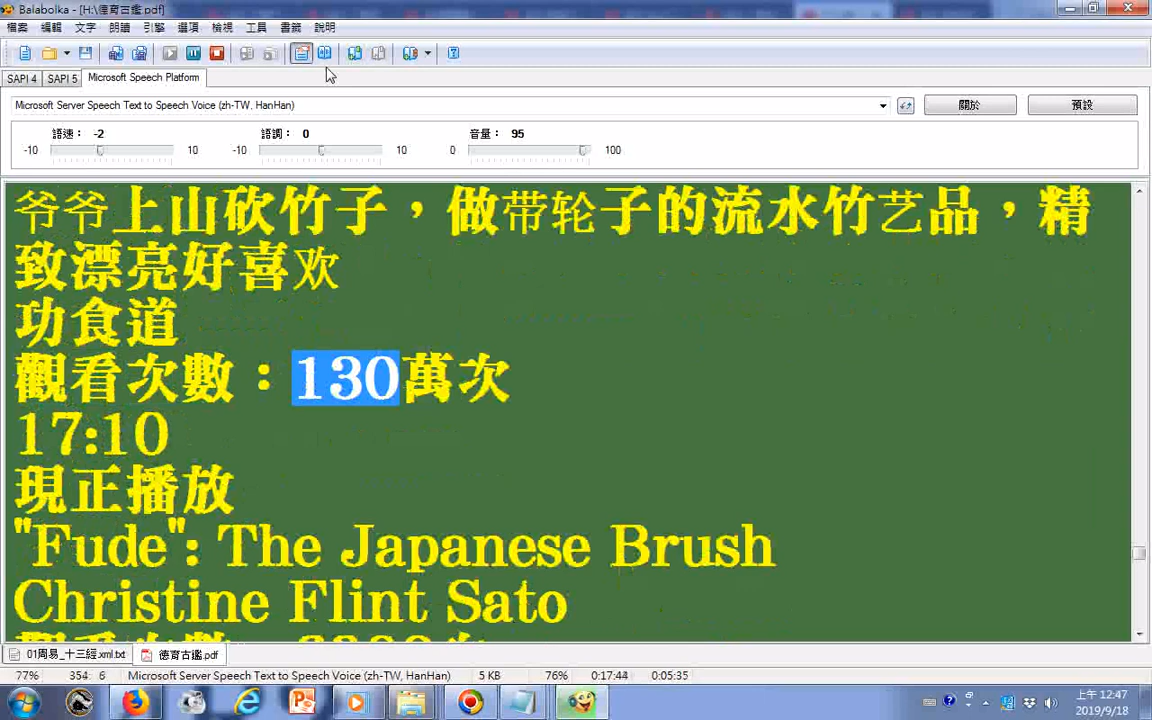 Balabolka - [H:\德育古鑑.pdf]
檔案 編輯 文字 朗讀 引擎 選項 檢視 工具 書籤 說明
SAPI 4 SAPI 5 Microsoft Speech Platform
Microsoft Server Speech Text to Speech Voice (zh-TW, HanHan) 關於 預設
語速： -2 語調： 0 音量： 95
-10 10 -10 10 0 100
爷爷上山砍竹子，做带轮子的流水竹艺品，精
致漂亮好喜欢
功食道
觀看次數：130萬次
17:10
現正播放
"Fude": The Japanese Brush
Christine Flint Sato
01周易_十三經.xml.txt 德育古鑑.pdf
77% 354: 6 Microsoft Server Speech Text to Speech Voice (zh-TW, HanHan) 5 KB 76% 0:17:44 0:05:35
上午 12:47
2019/9/18